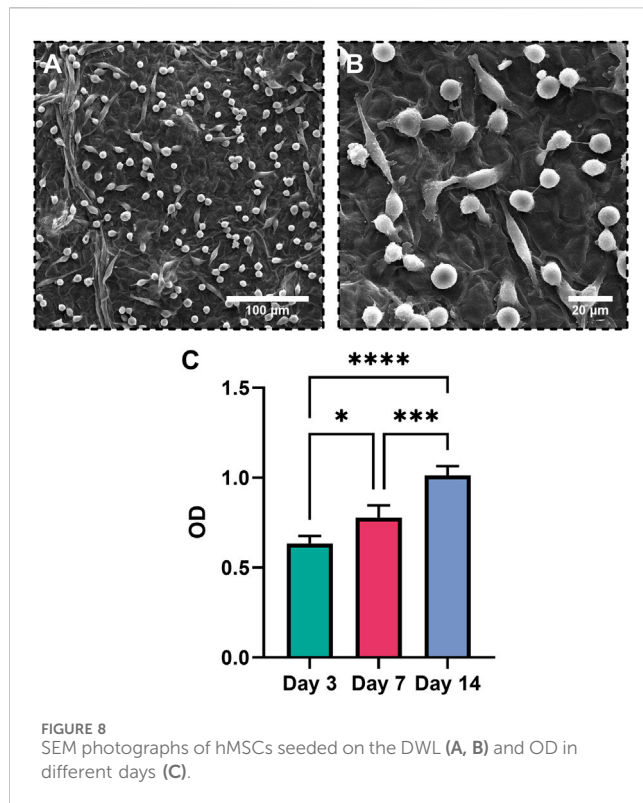 A
B
100 µm
20 µm
C
****
*
***
1.5
1.0
0.5
0.0
OD
Day 3 Day 7 Day 14
FIGURE 8
SEM photographs of hMSCs seeded on the DWL (A, B) and OD in
different days (C).